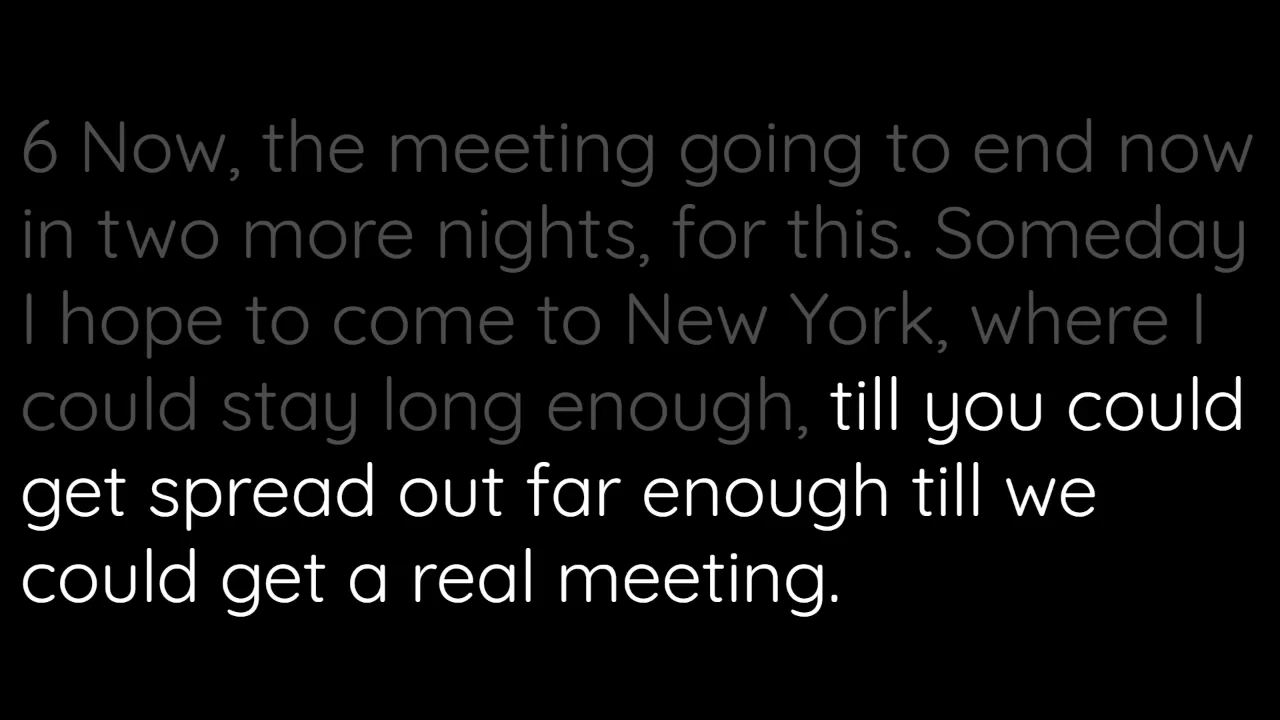 6 Now, the meeting going to end now
in two more nights, for this. Someday
I hope to come to New York, where I
could stay long enough, till you could
get spread out far enough till we
could get a real meeting.